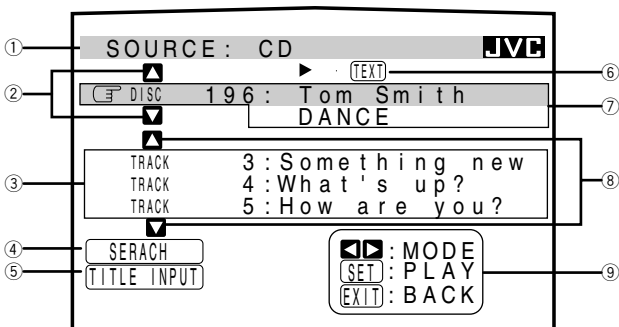 ① SOURCE: CD JVC
② ▲ ▶ · TEXT ⑥
DISC 196: Tom Smith ⑦
▼ DANCE
▲
TRACK 3:Something new
③ TRACK 4:What's up? ⑧
TRACK 5:How are you?
▼
④ SERACH ◀▶:MODE
⑤ TITLE INPUT SET:PLAY ⑨
EXIT:BACK